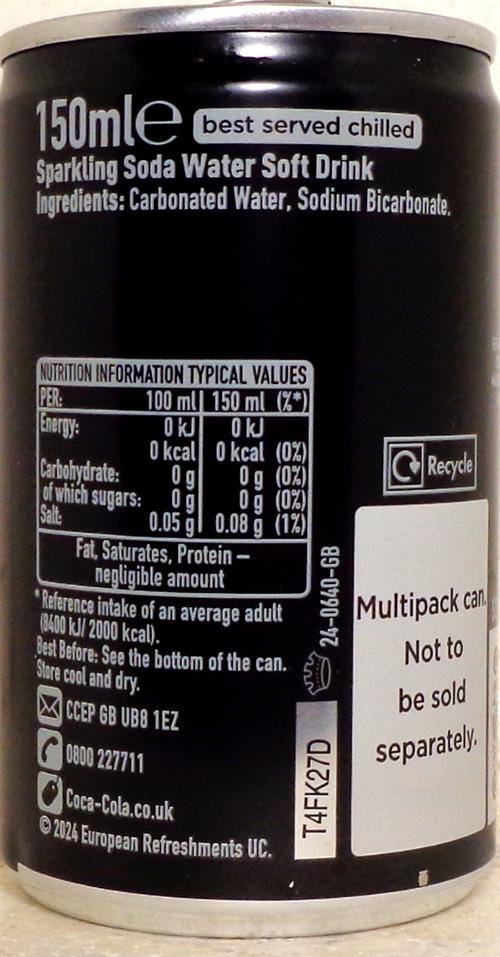 150ml℮ best served chilled
Sparkling Soda Water Soft Drink
Ingredients: Carbonated Water, Sodium Bicarbonate.
NUTRITION INFORMATION TYPICAL VALUES
PER: 100 ml 150 ml (%*)
Energy: 0 kJ 0 kJ
0 kcal 0 kcal (0%)
Carbohydrate: 0 g 0 g (0%)
of which sugars: 0 g 0 g (0%)
Salt: 0.05 g 0.08 g (1%)
Fat, Saturates, Protein –
negligible amount
*Reference intake of an average adult
(8400 kJ/ 2000 kcal).
Best Before: See the bottom of the can.
Store cool and dry.
CCEP GB UB8 1EZ
0800 227711
Coca-Cola.co.uk
© 2024 European Refreshments UC.
24-0640-GB
T4FK27D
Recycle
Multipack can.
Not to
be sold
separately.